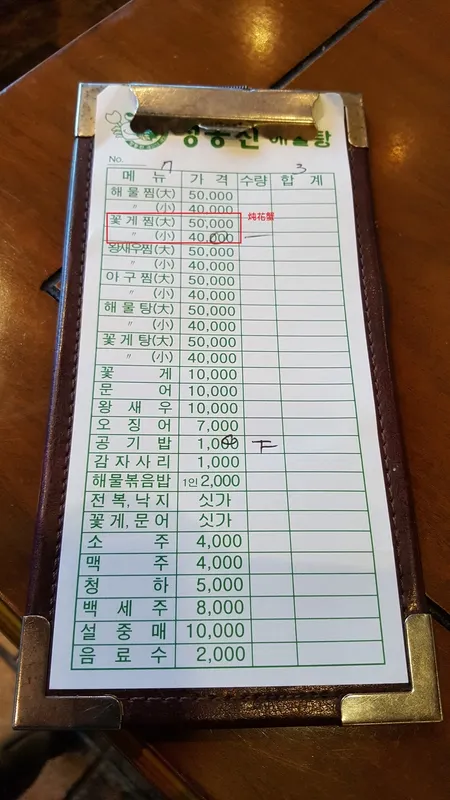 해물탕
No. 7 3
메 뉴 가 격 수량 합 계
해물찜(大) 50,000
〃 (小) 40,000
꽃게찜(大) 50,000 炖花蟹
〃 (小) 40,000 一
왕새우찜(大) 50,000
〃 (小) 40,000
아구찜(大) 50,000
〃 (小) 40,000
해물탕(大) 50,000
〃 (小) 40,000
꽃게탕(大) 50,000
〃 (小) 40,000
꽃 게 10,000
문 어 10,000
왕 새 우 10,000
오 징 어 7,000
공 기 밥 1,000 下
감자사리 1,000
해물볶음밥 1인 2,000
전복, 낙지 싯가
꽃게, 문어 싯가
소 주 4,000
맥 주 4,000
청 하 5,000
백 세 주 8,000
설 중 매 10,000
음 료 수 2,000